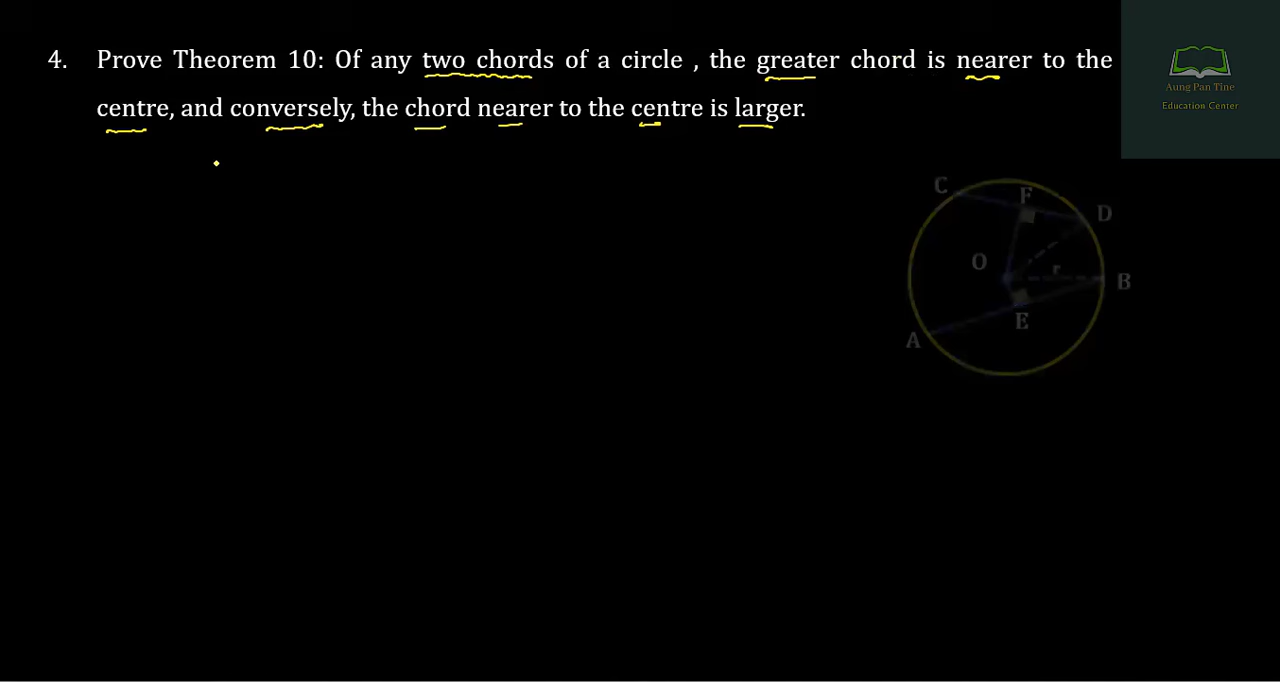 4. Prove Theorem 10: Of any two chords of a circle , the greater chord is nearer to the
centre, and conversely, the chord nearer to the centre is larger.
Aung Pan Tine
Education Center
C
F
D
O
r
B
E
A